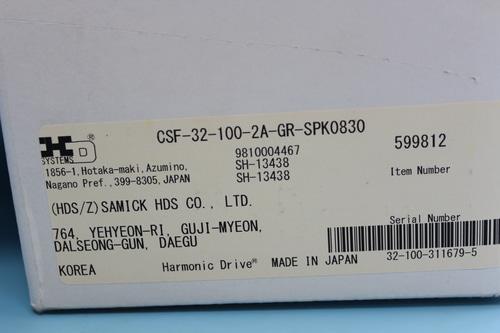 HD®
SYSTEMS
CSF-32-100-2A-GR-SPK0830
1856-1,Hotaka-maki,Azumino,
Nagano Pref.,399-8305,JAPAN
9810004467
SH-13438
SH-13438
599812
Item Number
(HDS/Z)SAMICK HDS CO., LTD.
764, YEHYEON-RI, GUJI-MYEON,
DALSEONG-GUN, DAEGU
Serial Number
KOREA Harmonic Drive® MADE IN JAPAN 32-100-311679-5